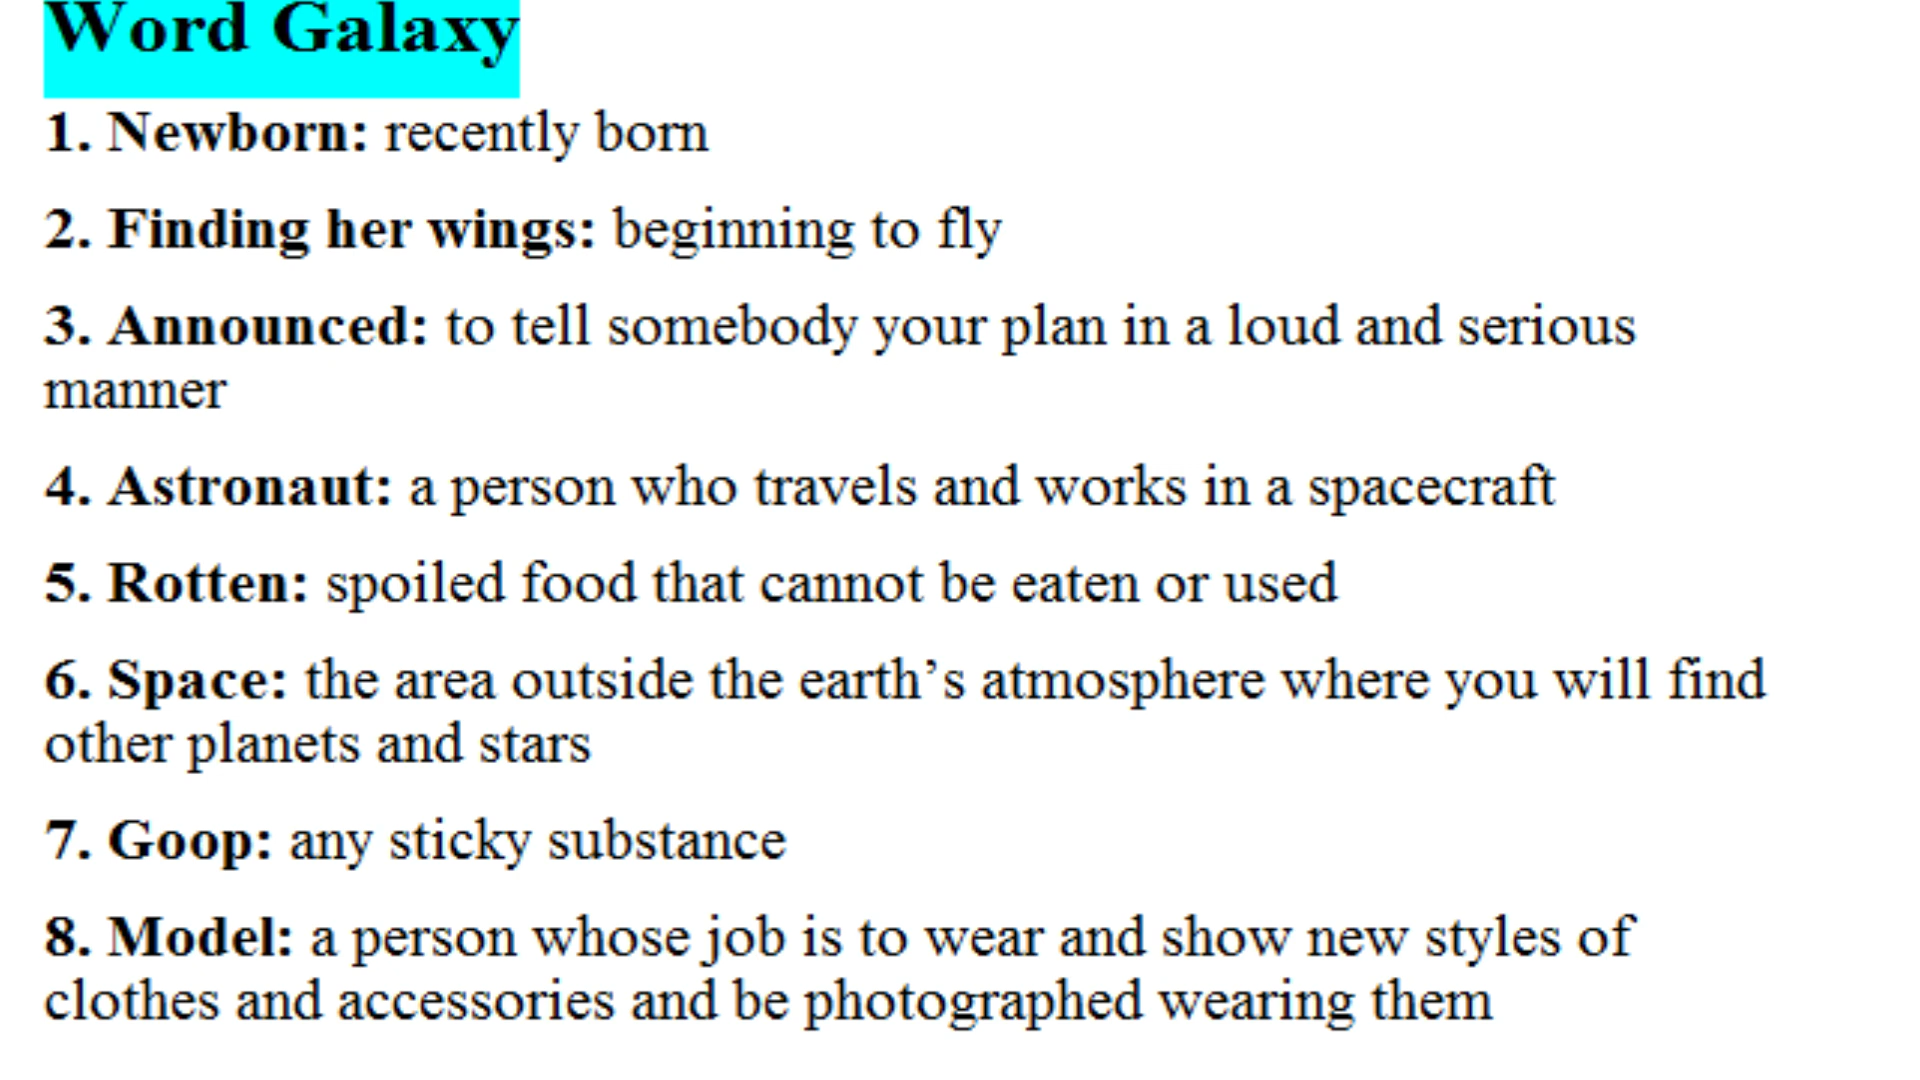 Word Galaxy
1. Newborn: recently born
2. Finding her wings: beginning to fly
3. Announced: to tell somebody your plan in a loud and serious
manner
4. Astronaut: a person who travels and works in a spacecraft
5. Rotten: spoiled food that cannot be eaten or used
6. Space: the area outside the earth’s atmosphere where you will find
other planets and stars
7. Goop: any sticky substance
8. Model: a person whose job is to wear and show new styles of
clothes and accessories and be photographed wearing them